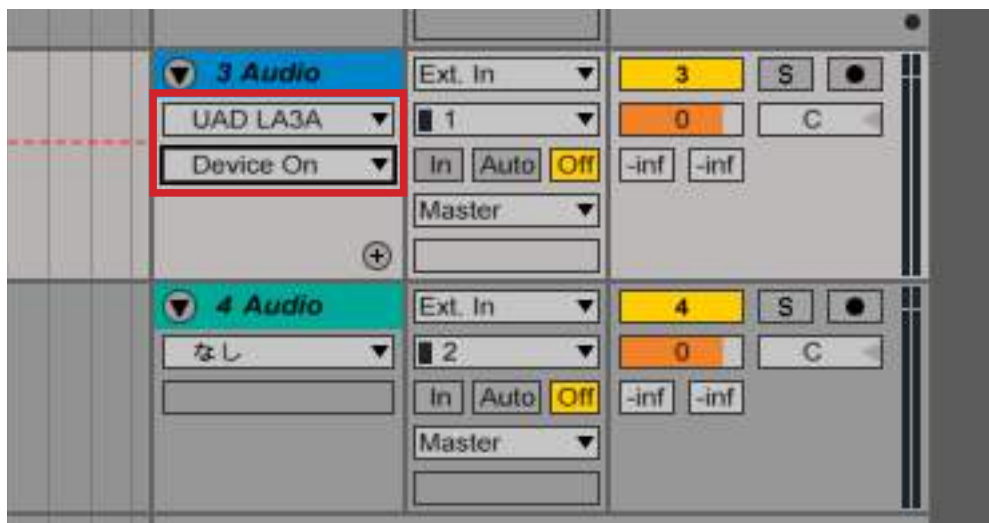 3 Audio Ext. In 3 S
UAD LA3A 1 0 C
Device On In Auto Off -inf -inf
Master
4 Audio Ext. In 4 S
なし 2 0 C
In Auto Off -inf -inf
Master